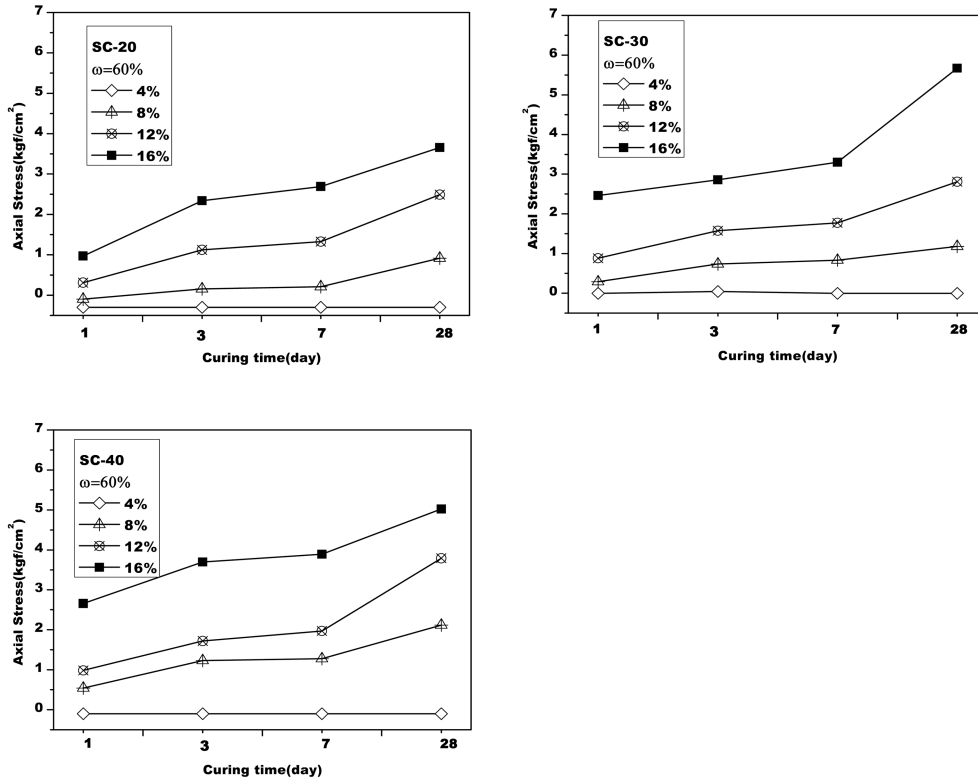 7
6
5
4
3
2
1
0
Axial Stress(kgf/cm²)
SC-20
ω=60%
4%
8%
12%
16%
1 3 7 28
Curing time(day)
7
6
5
4
3
2
1
0
Axial Stress(kgf/cm²)
SC-30
ω=60%
4%
8%
12%
16%
1 3 7 28
Curing time(day)
7
6
5
4
3
2
1
0
Axial Stress(kgf/cm²)
SC-40
ω=60%
4%
8%
12%
16%
1 3 7 28
Curing time(day)